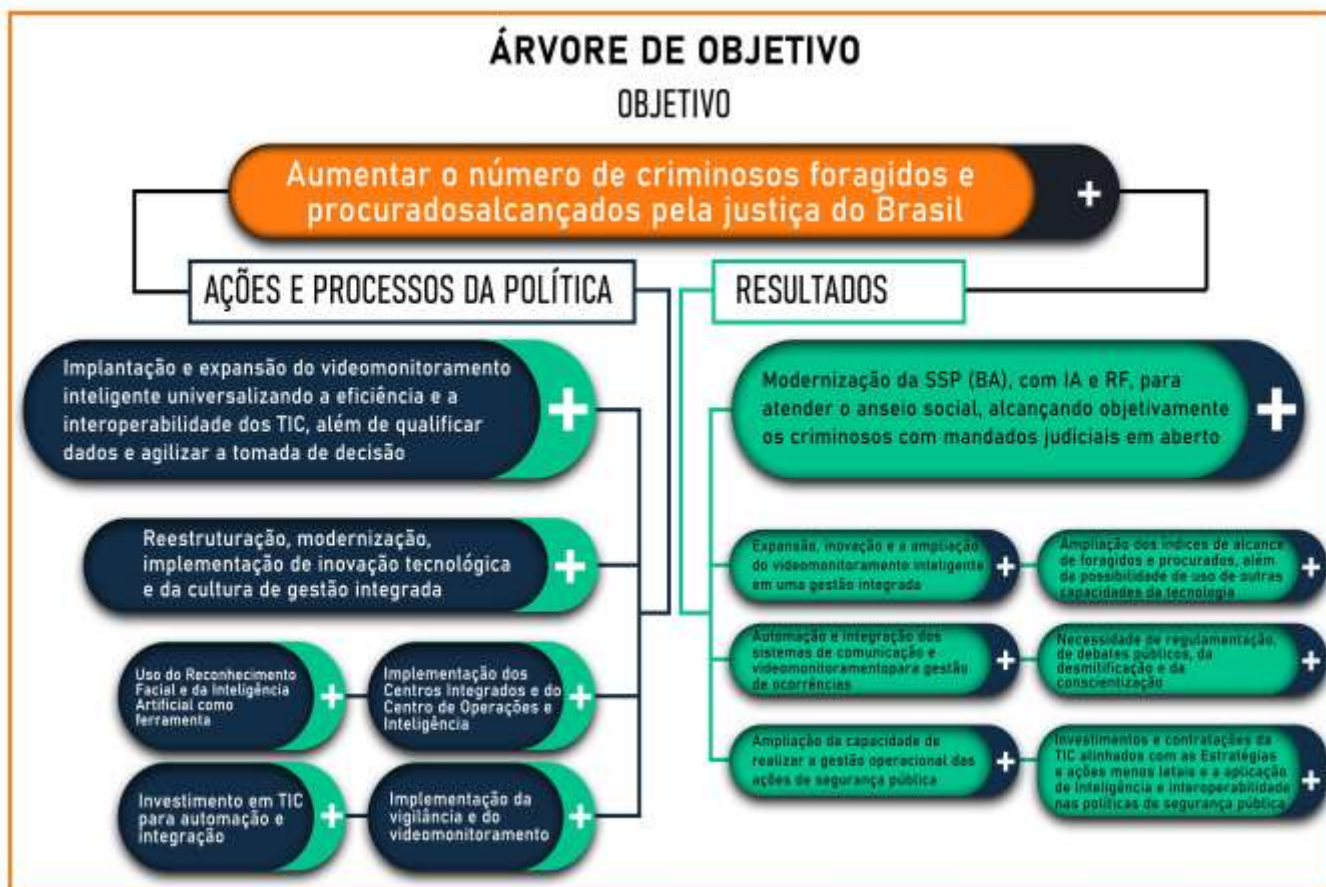 ÁRVORE DE OBJETIVO
OBJETIVO
Aumentar o número de criminosos foragidos e
procuradosalcançados pela justiça do Brasil
AÇÕES E PROCESSOS DA POLÍTICA
Implantação e expansão do videomonitoramento
inteligente universalizando a eficiência e a
interoperabilidade dos TIC, além de qualificar
dados e agilizar a tomada de decisão
Reestruturação, modernização,
implementação de inovação tecnológica
e da cultura de gestão integrada
Uso do Reconhecimento
Facial e da Inteligência
Artificial como
ferramenta
Implementação dos
Centros Integrados e do
Centro de Operações e
Inteligência
Investimento em TIC
para automação e
integração
Implementação da
vigilância e do
videomonitoramento
RESULTADOS
Modernização da SSP (BA), com IA e RF, para
atender o anseio social, alcançando objetivamente
os criminosos com mandados judiciais em aberto
Expansão, inovação e a ampliação
do videomonitoramento inteligente
em uma gestão integrada
Ampliação dos índices de alcance
de foragidos e procurados, além
da possibilidade de uso de outras
capacidades da tecnologia
Automação e integração dos
sistemas de comunicação e
videomonitoramentopara gestão
de ocorrências
Necessidade de regulamentação,
de debates públicos, da
desmitificação e da
conscientização
Ampliação da capacidade de
realizar a gestão operacional das
ações de segurança pública
Investimentos e contratações da
TIC alinhados com as Estratégias
e ações menos letais e a aplicação
de Inteligência e interoperabilidade
nas políticas de segurança pública